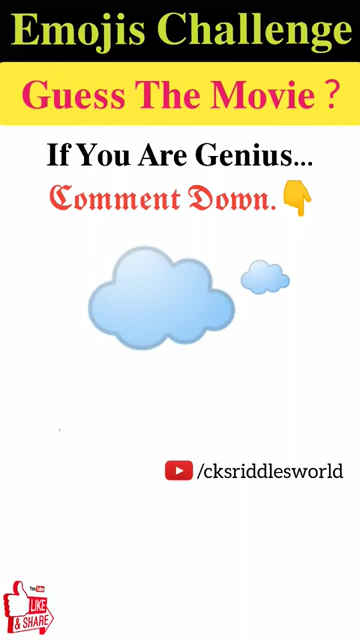 Emojis Challenge
Guess The Movie ?
If You Are Genius...
Comment Down.👇
/cksriddlesworld
YouTube
LIKE
& SHARE